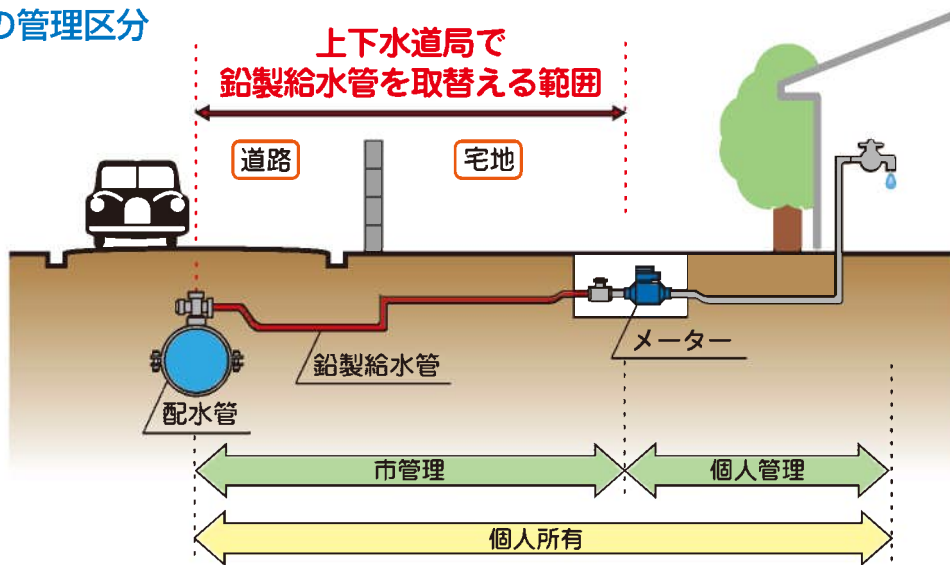 の管理区分
上下水道局で
鉛製給水管を取替える範囲
道路
宅地
メーター
鉛製給水管
配水管
市管理
個人管理
個人所有